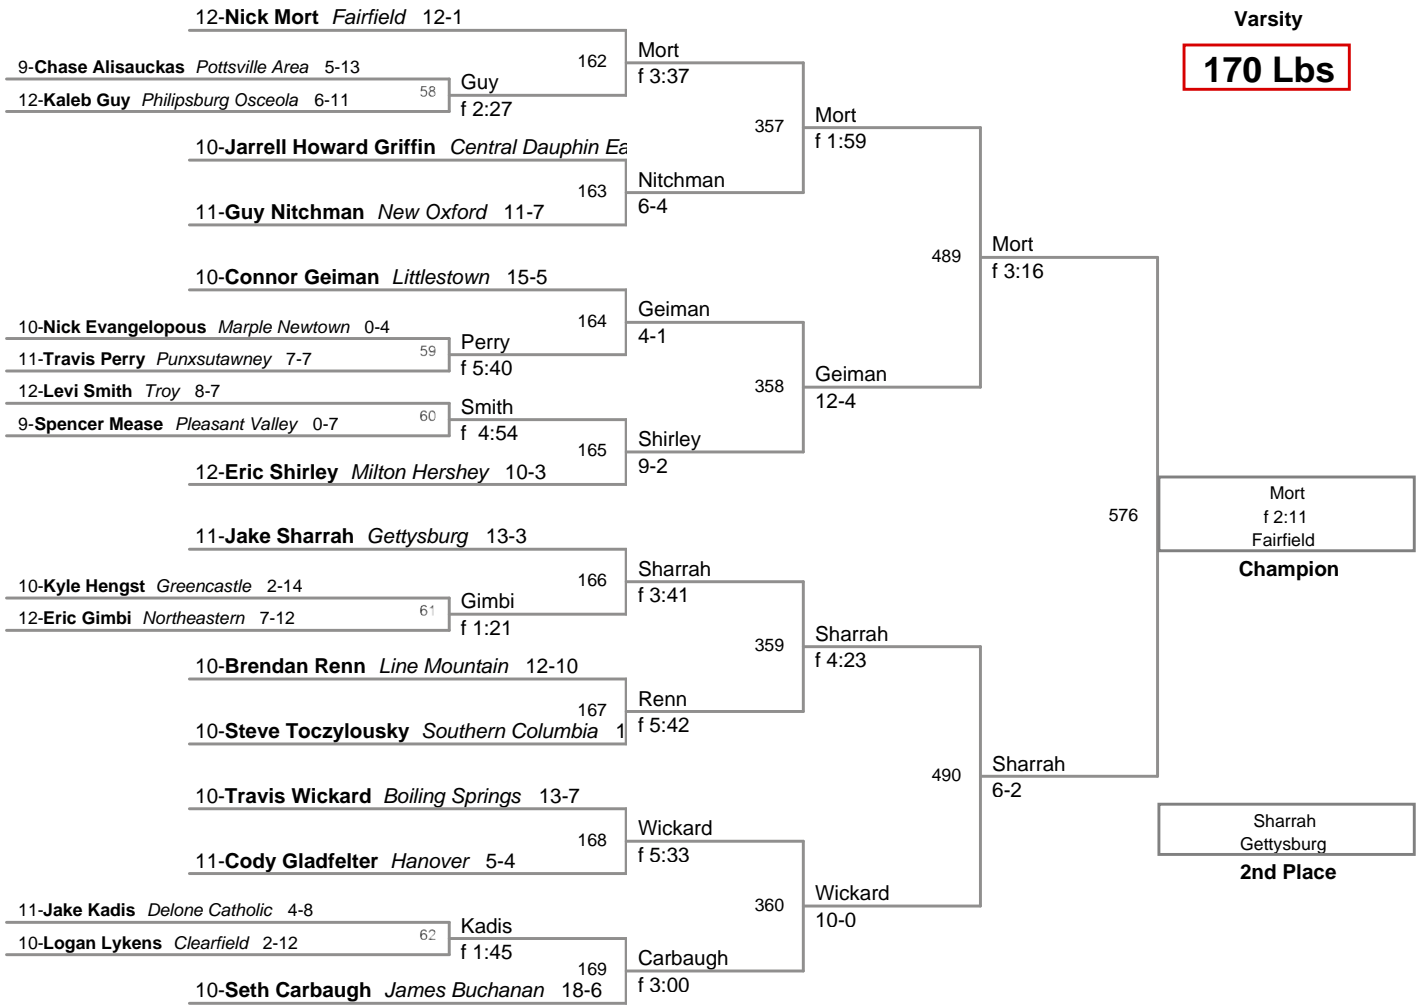 Varsity
170 Lbs
12-Nick Mort Fairfield 12-1
9-Chase Alisauckas Pottsville Area 5-13
12-Kaleb Guy Philipsburg Osceola 6-11
58
Guy
f 2:27
162
Mort
f 3:37
10-Jarrell Howard Griffin Central Dauphin Ea
11-Guy Nitchman New Oxford 11-7
163
Nitchman
6-4
357
Mort
f 1:59
10-Connor Geiman Littlestown 15-5
10-Nick Evangelopous Marple Newtown 0-4
11-Travis Perry Punxsutawney 7-7
59
Perry
f 5:40
164
Geiman
4-1
12-Levi Smith Troy 8-7
9-Spencer Mease Pleasant Valley 0-7
60
Smith
f 4:54
12-Eric Shirley Milton Hershey 10-3
165
Shirley
9-2
358
Geiman
12-4
489
Mort
f 3:16
11-Jake Sharrah Gettysburg 13-3
10-Kyle Hengst Greencastle 2-14
12-Eric Gimbi Northeastern 7-12
61
Gimbi
f 1:21
166
Sharrah
f 3:41
10-Brendan Renn Line Mountain 12-10
10-Steve Toczylousky Southern Columbia 1
167
Renn
f 5:42
359
Sharrah
f 4:23
10-Travis Wickard Boiling Springs 13-7
11-Cody Gladfelter Hanover 5-4
168
Wickard
f 5:33
11-Jake Kadis Delone Catholic 4-8
10-Logan Lykens Clearfield 2-12
62
Kadis
f 1:45
10-Seth Carbaugh James Buchanan 18-6
169
Carbaugh
f 3:00
360
Wickard
10-0
490
Sharrah
6-2
576
Mort
f 2:11
Fairfield
Champion
Sharrah
Gettysburg
2nd Place